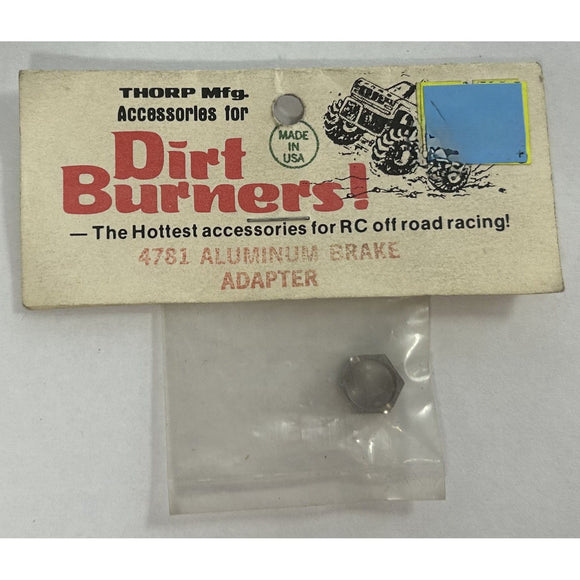 THORP Mfg.
Accessories for
Dirt
Burners!
MADE
IN
USA
— The Hottest accessories for RC off road racing!
4781 ALUMINUM BRAKE
ADAPTER